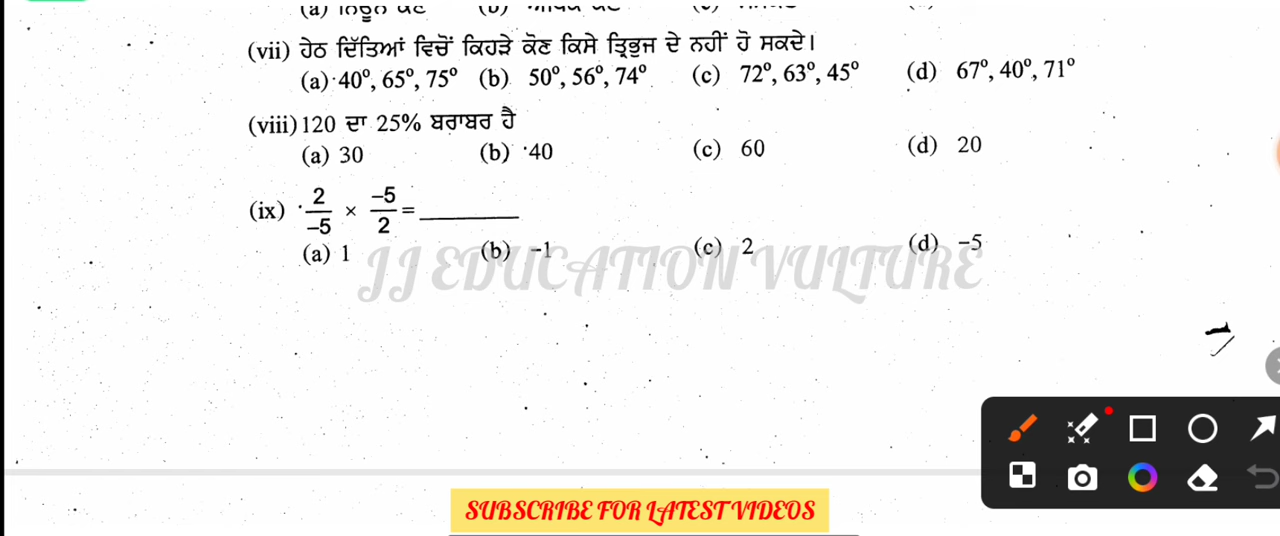 (vii) ਹੇਠ ਦਿੱਤਿਆਂ ਵਿਚੋਂ ਕਿਹੜੇ ਕੋਣ ਕਿਸੇ ਤ੍ਰਿਭੁਜ ਦੇ ਨਹੀਂ ਹੋ ਸਕਦੇ।
(a) 40°, 65°, 75° (b) 50°, 56°, 74° (c) 72°, 63°, 45° (d) 67°, 40°, 71°
(viii) 120 ਦਾ 25% ਬਰਾਬਰ ਹੈ
(a) 30 (b) 40 (c) 60 (d) 20
(ix) 2/-5 × -5/2 = ________
(a) 1 (b) -1 (c) 2 (d) -5
JJ EDUCATION VULTURE
SUBSCRIBE FOR LATEST VIDEOS